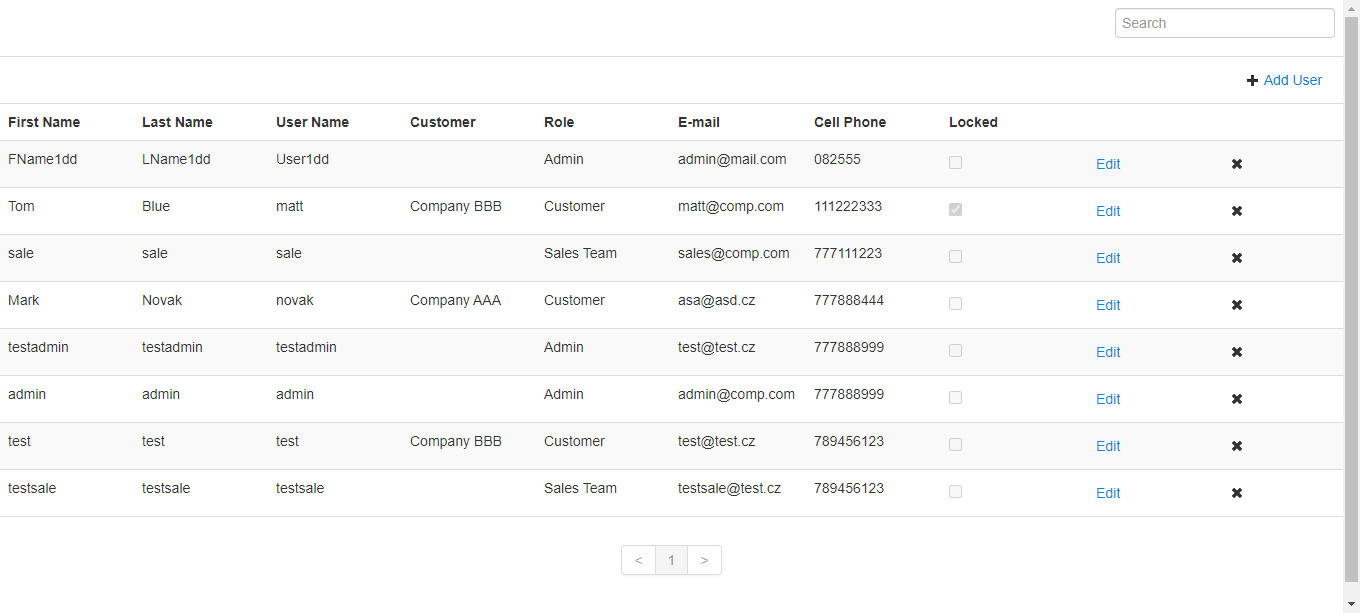 Search
Add User
First Name Last Name User Name Customer Role E-mail Cell Phone Locked
FName1dd LName1dd User1dd Admin admin@mail.com 082555 Edit
Tom Blue matt Company BBB Customer matt@comp.com 111222333 Edit
sale sale sale Sales Team sales@comp.com 777111223 Edit
Mark Novak novak Company AAA Customer asa@asd.cz 777888444 Edit
testadmin testadmin testadmin Admin test@test.cz 777888999 Edit
admin admin admin Admin admin@comp.com 777888999 Edit
test test test Company BBB Customer test@test.cz 789456123 Edit
testsale testsale testsale Sales Team testsale@test.cz 789456123 Edit
< 1 >